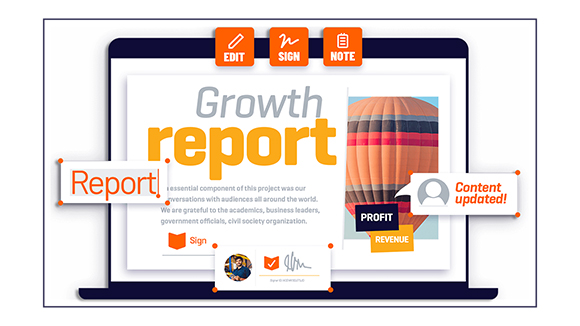 EDIT
SIGN
NOTE
Growth
report
Report
essential component of this project was our
conversations with audiences all around the world.
We are grateful to the academics, business leaders,
government officials, civil society organization.
Sign
PROFIT
REVENUE
Content
updated!